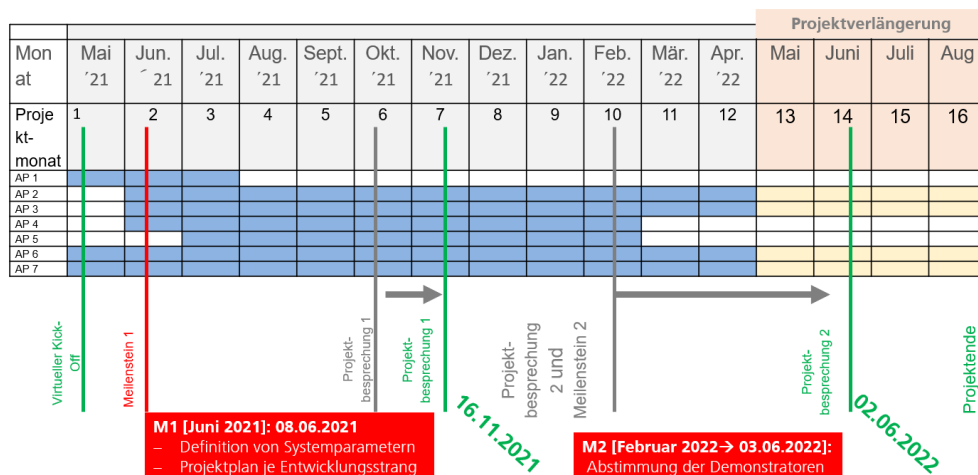 Projektverlängerung
Mon
at
Mai
´21
Jun.
´ 21
Jul.
´21
Aug.
´21
Sept.
´21
Okt.
´21
Nov.
´21
Dez.
´21
Jan.
´22
Feb.
´22
Mär.
´22
Apr.
´22
Mai
Juni
Juli
Aug
Proje
kt-
monat
1
2
3
4
5
6
7
8
9
10
11
12
13
14
15
16
AP 1
AP 2
AP 3
AP 4
AP 5
AP 6
AP 7
Virtueller Kick-
Off
Meilenstein 1
Projekt-
besprechung 1
Projekt-
besprechung 1
16.11.2021
Projekt-
besprechung
2 und
Meilenstein 2
Projekt-
besprechung 2
02.06.2022
Projektende
M1 [Juni 2021]: 08.06.2021
– Definition von Systemparametern
– Projektplan je Entwicklungsstrang
M2 [Februar 2022→ 03.06.2022]:
Abstimmung der Demonstratoren